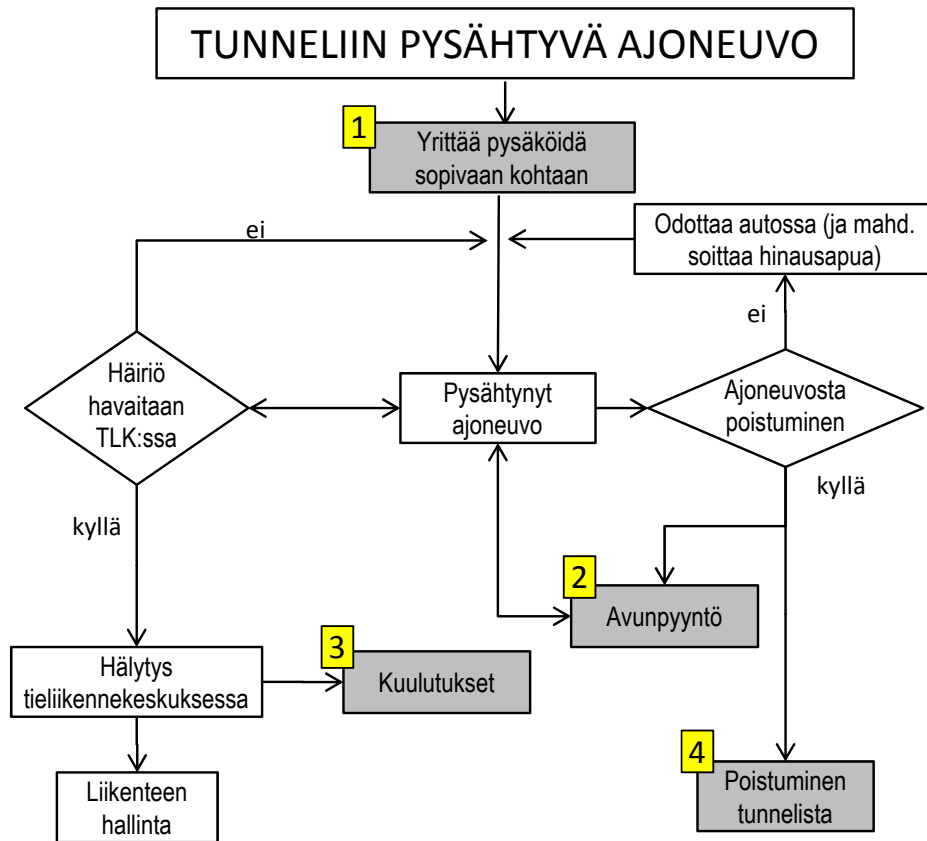 TUNNELIIN PYSÄHTYVÄ AJONEUVO
1
Yrittää pysäköidä
sopivaan kohtaan
ei
Odottaa autossa (ja mahd.
soittaa hinausapua)
ei
Häiriö
havaitaan
TLK:ssa
Pysähtynyt
ajoneuvo
Ajoneuvosta
poistuminen
kyllä
kyllä
2
Avunpyyntö
3
Hälytys
tieliikennekeskuksessa
Kuulutukset
4
Liikenteen
hallinta
Poistuminen
tunnelista